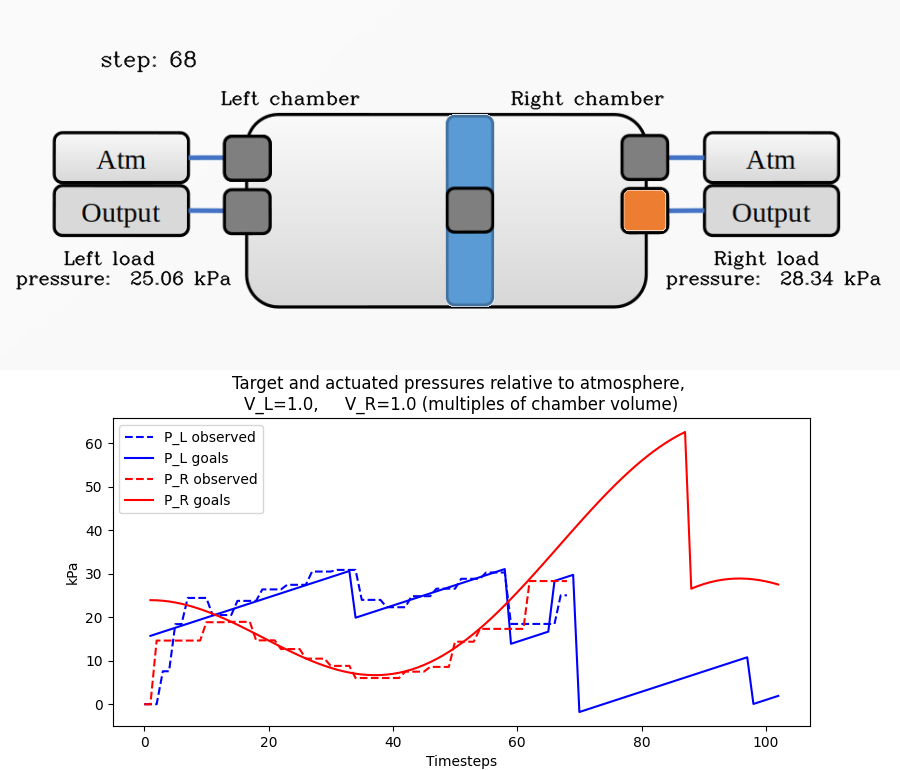 step: 68
Left chamber
Right chamber
Atm
Output
Left load
pressure: 25.06 kPa
Atm
Output
Right load
pressure: 28.34 kPa
Target and actuated pressures relative to atmosphere,
V_L=1.0, V_R=1.0 (multiples of chamber volume)
P_L observed
P_L goals
P_R observed
P_R goals
kPa
60
50
40
30
20
10
0
0 20 40 60 80 100
Timesteps